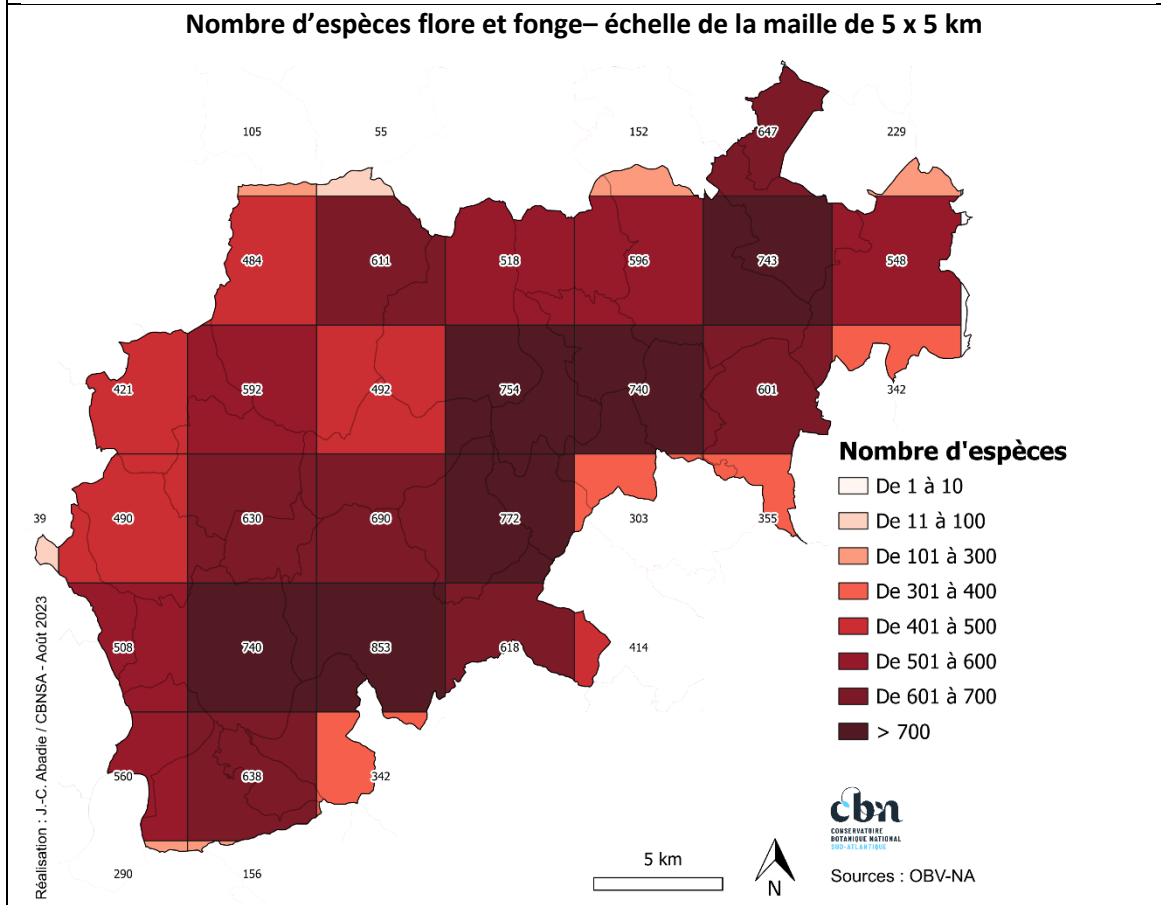 Nombre d’espèces flore et fonge– échelle de la maille de 5 x 5 km
105 55 152 647 229
484 611 518 596 743 548
421 592 492 754 740 601 342
39 490 630 690 772 303 355
508 740 853 618 414
560 638 342
290 156
Nombre d'espèces
De 1 à 10
De 11 à 100
De 101 à 300
De 301 à 400
De 401 à 500
De 501 à 600
De 601 à 700
> 700
cbn
CONSERVATOIRE
BOTANIQUE NATIONAL
SUD-ATLANTIQUE
5 km
N
Sources : OBV-NA
Réalisation : J.-C. Abadie / CBNSA - Août 2023